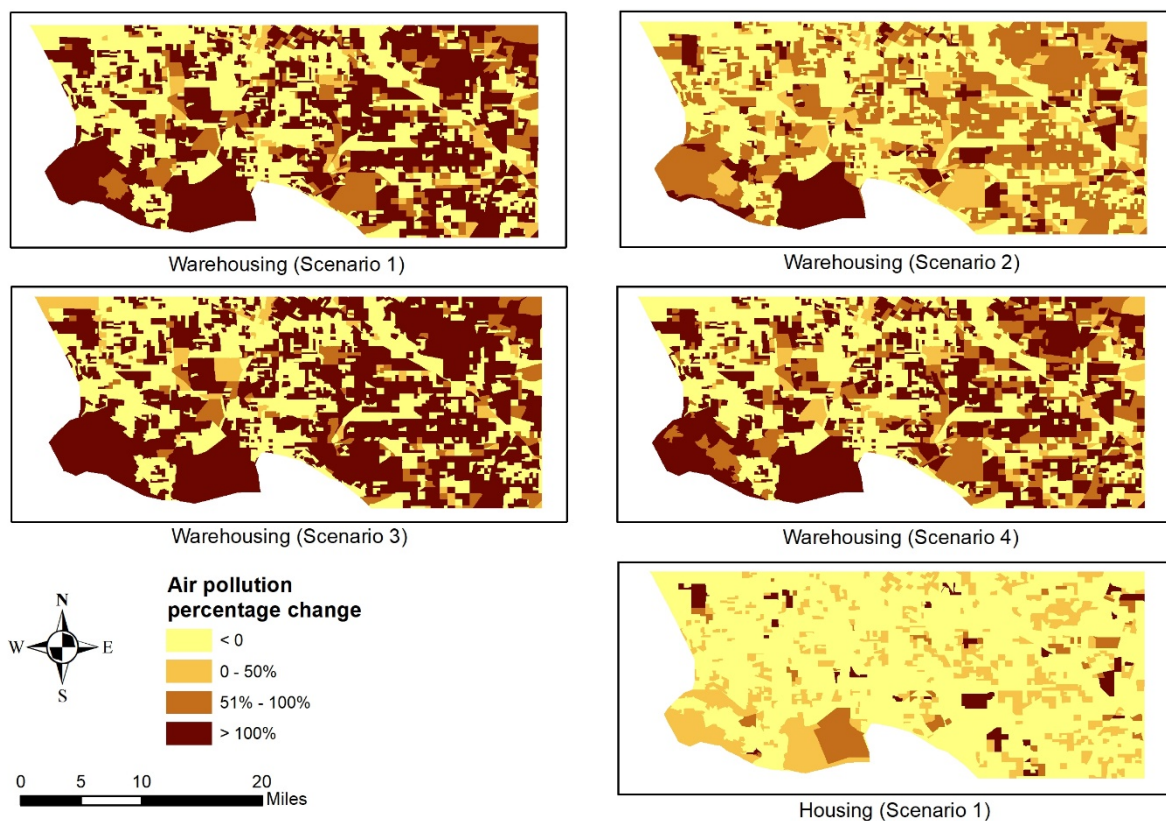 Warehousing (Scenario 1)
Warehousing (Scenario 2)
Warehousing (Scenario 3)
Warehousing (Scenario 4)
N
W E
S
Air pollution
percentage change
< 0
0 - 50%
51% - 100%
> 100%
0 5 10 20
Miles
Housing (Scenario 1)